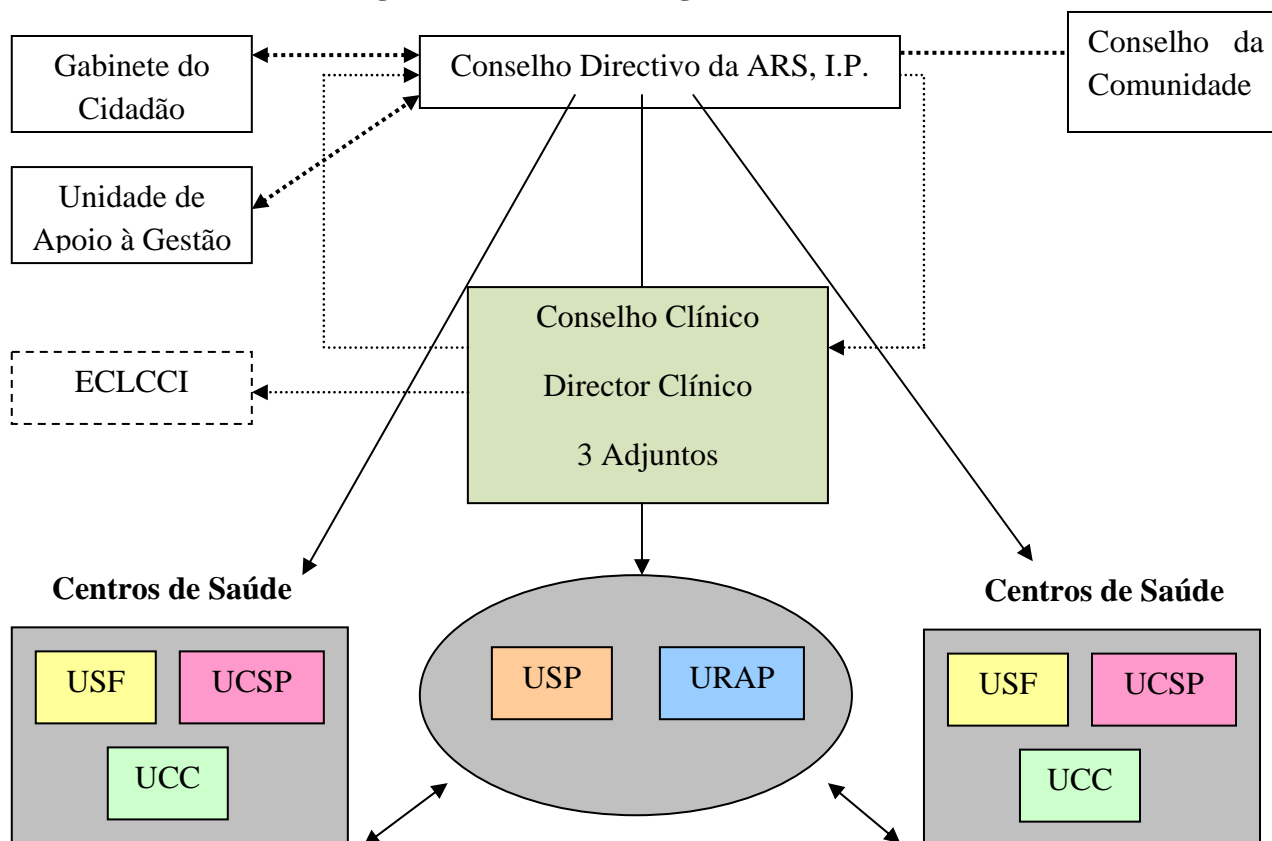 Gabinete do
Cidadão
Conselho Directivo da ARS, I.P.
Conselho da
Comunidade
Unidade de
Apoio à Gestão
ECLCCI
Conselho Clínico
Director Clínico
3 Adjuntos
Centros de Saúde
USF
UCSP
UCC
USP
URAP
Centros de Saúde
USF
UCSP
UCC